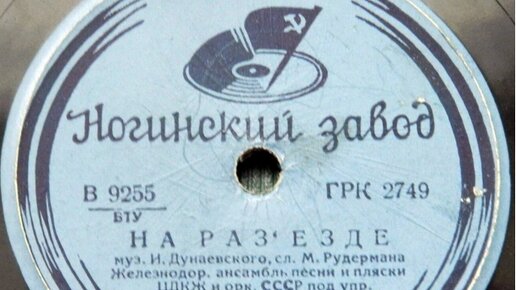 Ногинский завод
В 9255 ГРК 2749
БТУ
НА РАЗ'ЕЗДЕ
муз. И. Дунаевского, сл. М. Рудермана
Железнодор. ансамбль песни и пляски
ЦДКЖ и орк. СССР под упр.